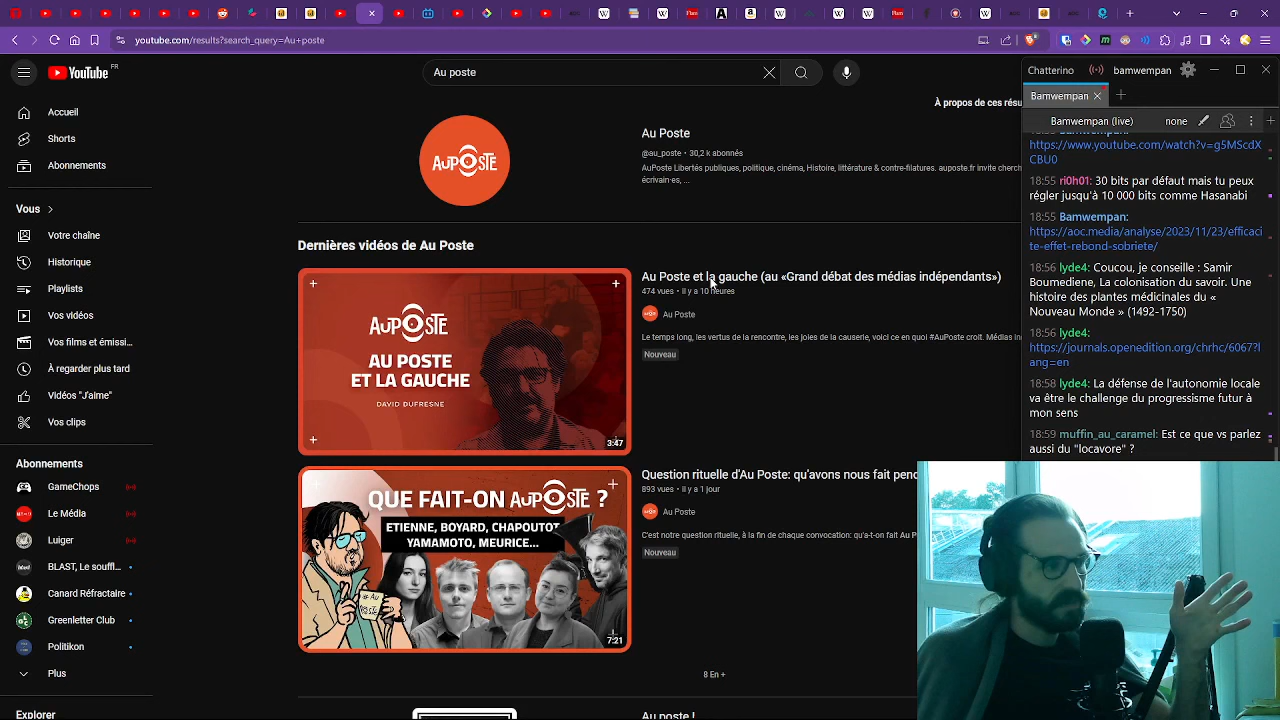 youtube.com/results?search_query=Au+poste
YouTube FR
Au poste
Accueil
Shorts
Abonnements
Vous
Votre chaîne
Historique
Playlists
Vos vidéos
Vos films et émissi...
À regarder plus tard
Vidéos "J'aime"
Vos clips
Abonnements
GameChops
Le Média
Luiger
BLAST, Le souffl...
Canard Réfractaire
Greenletter Club
Politikon
Plus
Explorer
À propos de ces résu
AUPOSTE
Au Poste
@au_poste • 30,2 k abonnés
AuPoste Libertés publiques, politique, cinéma, Histoire, littérature & contre-filatures. auposte.fr invite cherch
écrivain·es, ...
Dernières vidéos de Au Poste
AUPOSTE
AU POSTE
ET LA GAUCHE
DAVID DUFRESNE
3:47
Au Poste et la gauche (au «Grand débat des médias indépendants»)
474 vues • il y a 10 heures
Au Poste
Le temps long, les vertus de la rencontre, les joies de la causerie, voici ce en quoi #AuPoste croit. Médias in
Nouveau
QUE FAIT-ON AUPOSTE ?
ETIENNE, BOYARD, CHAPOUTOT,
YAMAMOTO, MEURICE...
#AU
POSTE
7:21
Question rituelle d'Au Poste: qu'avons nous fait pend
893 vues • il y a 1 jour
Au Poste
C'est notre question rituelle, à la fin de chaque convocation: qu'a-t-on fait Au P
Nouveau
8 En +
Au poste !
Chatterino
bamwempan
Bamwempan
Bamwempan (live)
none
Bamwempan:
https://www.youtube.com/watch?v=g5MScdX
CBU0
18:55 ri0h01: 30 bits par défaut mais tu peux
régler jusqu'à 10 000 bits comme Hasanabi
18:55 Bamwempan:
https://aoc.media/analyse/2023/11/23/efficaci
te-effet-rebond-sobriete/
18:56 lyde4: Coucou, je conseille : Samir
Boumediene, La colonisation du savoir. Une
histoire des plantes médicinales du «
Nouveau Monde » (1492-1750)
18:56 lyde4:
https://journals.openedition.org/chrhc/6067?l
ang=en
18:58 lyde4: La défense de l'autonomie locale
va être le challenge du progressisme futur à
mon sens
18:59 muffin_au_caramel: Est ce que vs parlez
aussi du "locavore" ?